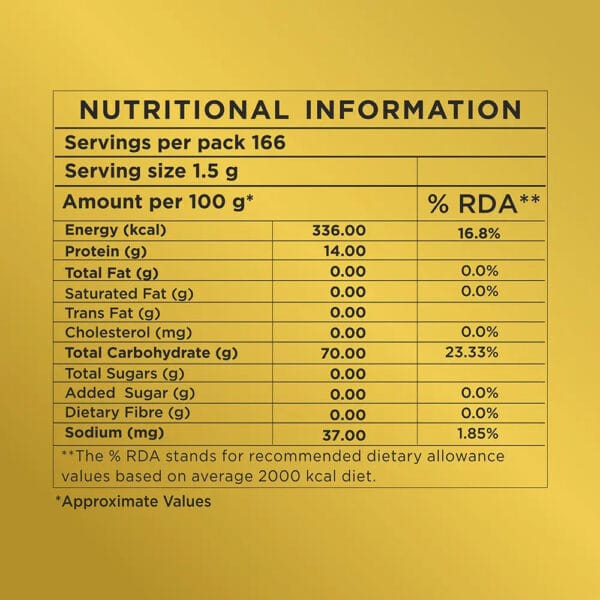 NUTRITIONAL INFORMATION
Servings per pack 166
Serving size 1.5 g
Amount per 100 g* % RDA**
Energy (kcal) 336.00 16.8%
Protein (g) 14.00
Total Fat (g) 0.00 0.0%
Saturated Fat (g) 0.00 0.0%
Trans Fat (g) 0.00
Cholesterol (mg) 0.00 0.0%
Total Carbohydrate (g) 70.00 23.33%
Total Sugars (g) 0.00
Added Sugar (g) 0.00 0.0%
Dietary Fibre (g) 0.00 0.0%
Sodium (mg) 37.00 1.85%
**The % RDA stands for recommended dietary allowance
values based on average 2000 kcal diet.
*Approximate Values